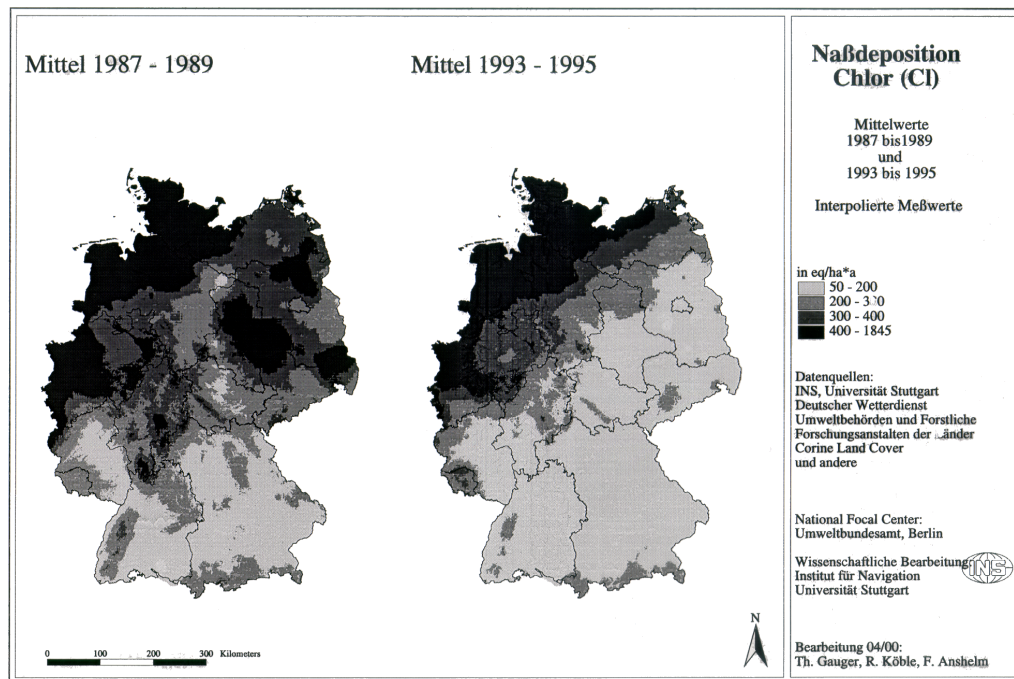 Mittel 1987 - 1989
Mittel 1993 - 1995
Naßdeposition
Chlor (Cl)
Mittelwerte
1987 bis1989
und
1993 bis 1995
Interpolierte Meßwerte
in eq/ha*a
50 - 200
200 -
300 - 400
400 - 1845
Datenquellen:
INS, Universität Stuttgart
Deutscher Wetterdienst
Umweltbehörden und Forstliche
Forschungsanstalten der
Corine Land Cover
und andere
National Focal Center:
Umweltbundesamt, Berlin
Wissenschaftliche Bearbeitung:
INS
Institut für Navigation
Universität Stuttgart
N
0 100 200 300 Kilometers
Bearbeitung 04/00:
Th. Gauger, R. Köble, F. Anshelm